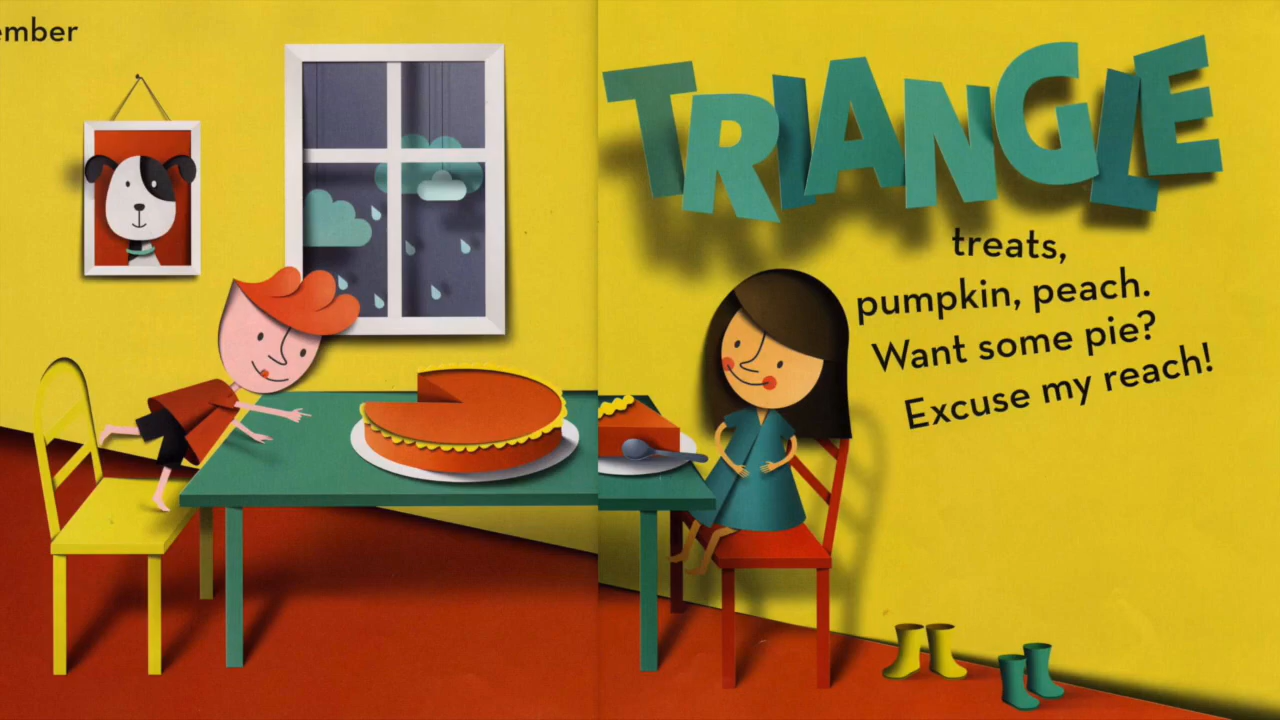 ember
TRIANGLE
treats,
pumpkin, peach.
Want some pie?
Excuse my reach!